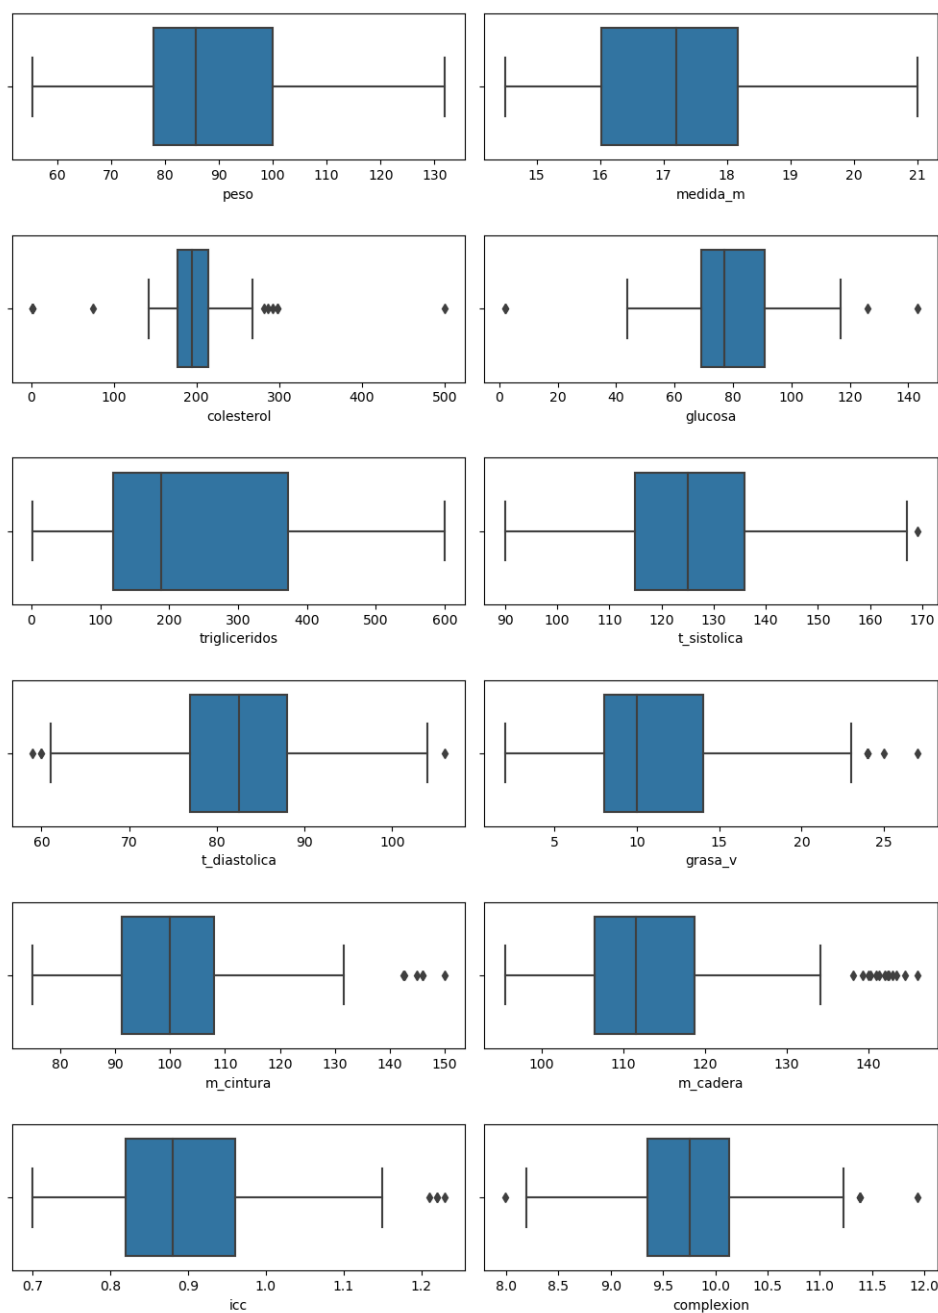 60 70 80 90 100 110 120 130
peso
15 16 17 18 19 20 21
medida_m
0 100 200 300 400 500
colesterol
0 20 40 60 80 100 120 140
glucosa
0 100 200 300 400 500 600
trigliceridos
90 100 110 120 130 140 150 160 170
t_sistolica
60 70 80 90 100
t_diastolica
5 10 15 20 25
grasa_v
80 90 100 110 120 130 140 150
m_cintura
100 110 120 130 140
m_cadera
0.7 0.8 0.9 1.0 1.1 1.2
icc
8.0 8.5 9.0 9.5 10.0 10.5 11.0 11.5 12.0
complexion